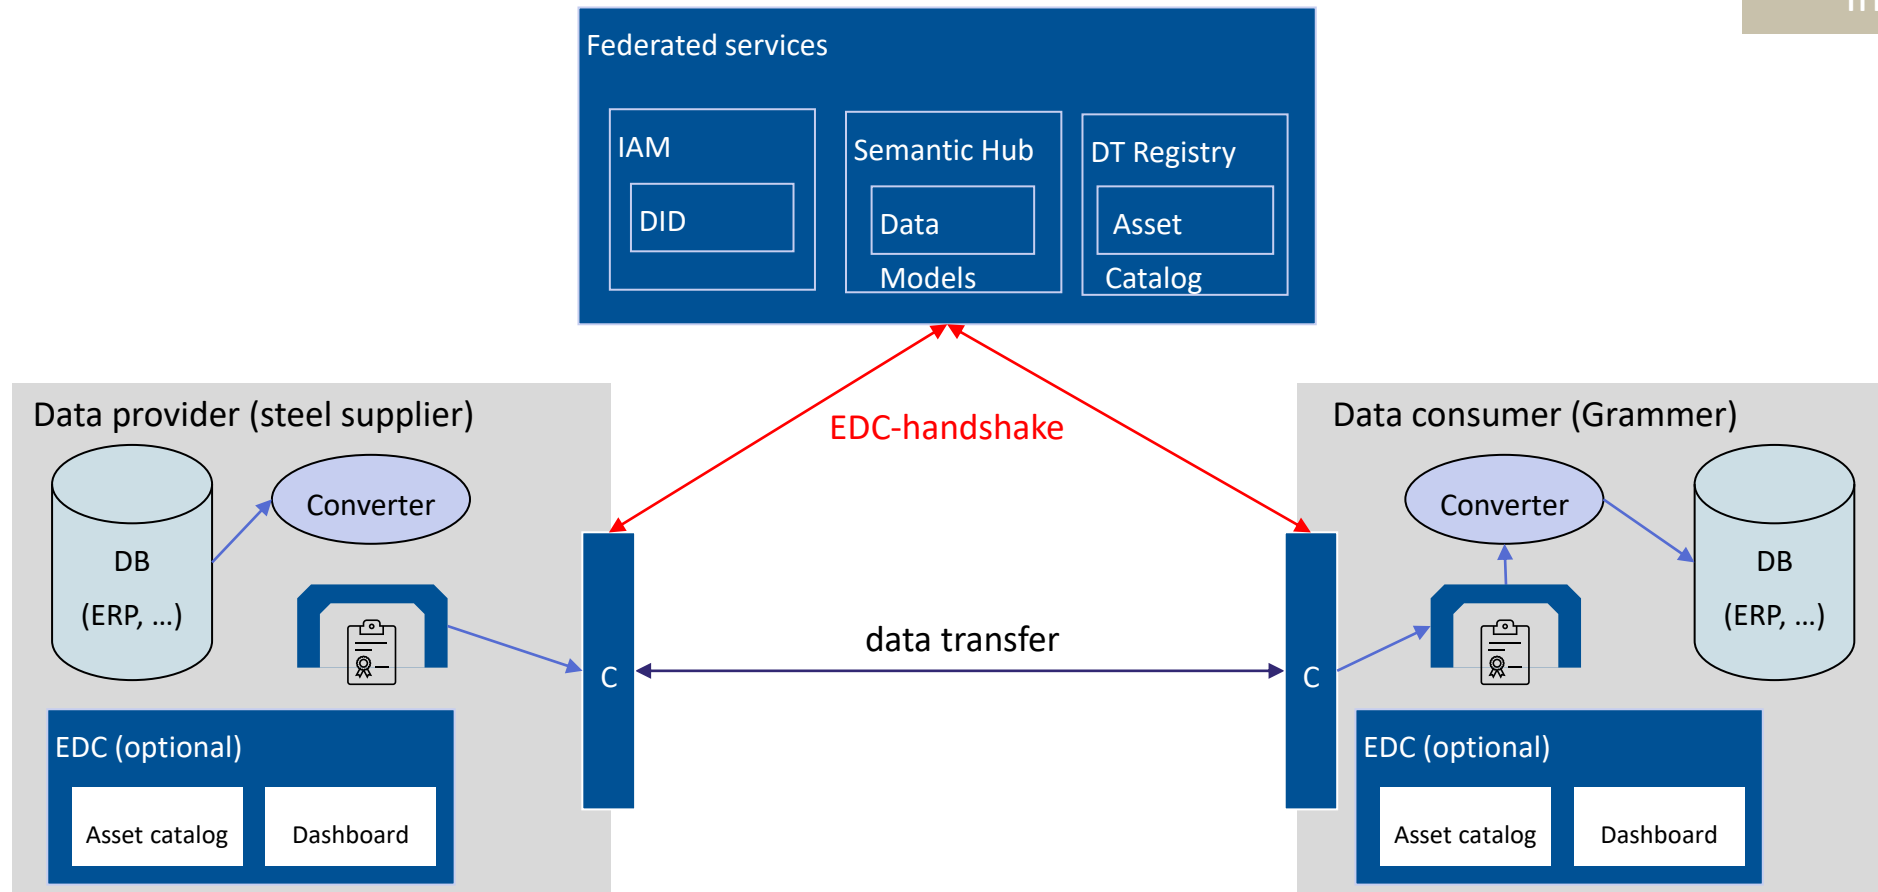 Federated services
IAM
DID
Semantic Hub
Data
Models
DT Registry
Asset
Catalog
EDC-handshake
Data provider (steel supplier)
DB
(ERP, ...)
Converter
C
EDC (optional)
Asset catalog
Dashboard
data transfer
Data consumer (Grammer)
Converter
DB
(ERP, ...)
C
EDC (optional)
Asset catalog
Dashboard